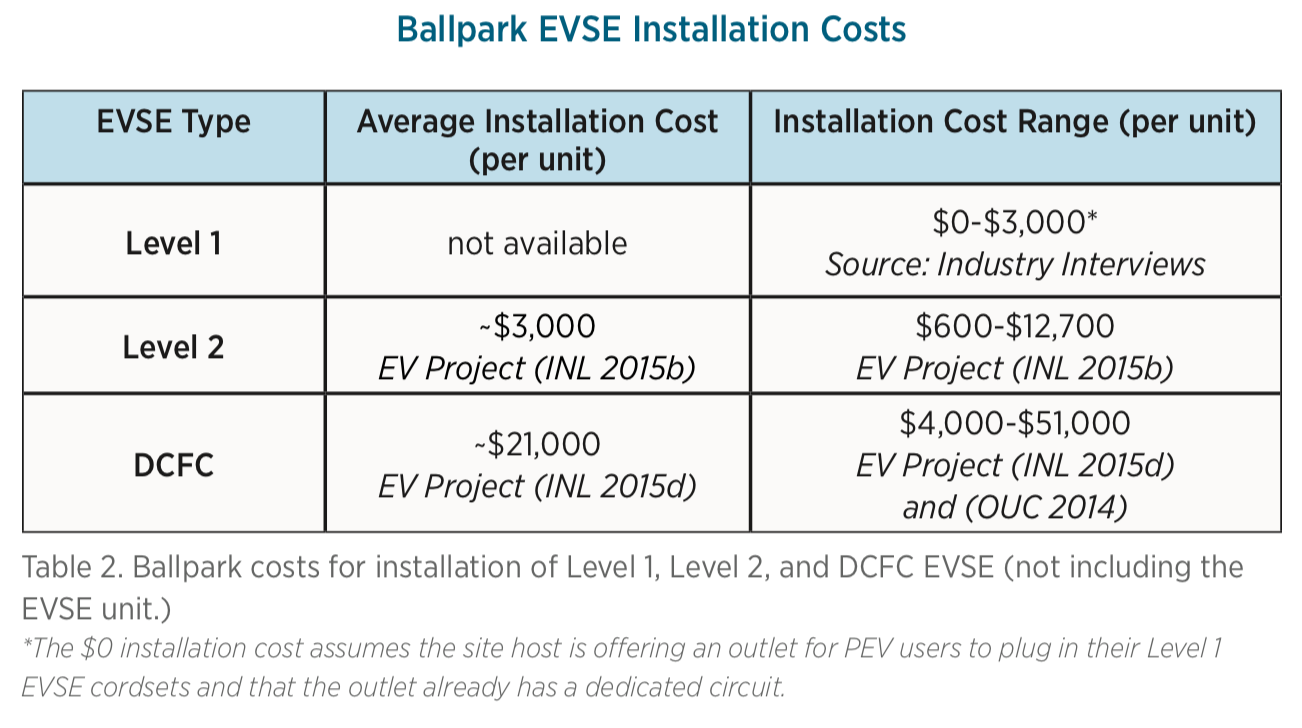 Ballpark EVSE Installation Costs
EVSE Type
Average Installation Cost
(per unit)
Installation Cost Range (per unit)
Level 1
not available
$0-$3,000*
Source: Industry Interviews
Level 2
~$3,000
EV Project (INL 2015b)
$600-$12,700
EV Project (INL 2015b)
DCFC
~$21,000
EV Project (INL 2015d)
$4,000-$51,000
EV Project (INL 2015d)
and (OUC 2014)
Table 2. Ballpark costs for installation of Level 1, Level 2, and DCFC EVSE (not including the
EVSE unit.)
*The $0 installation cost assumes the site host is offering an outlet for PEV users to plug in their Level 1
EVSE cordsets and that the outlet already has a dedicated circuit.